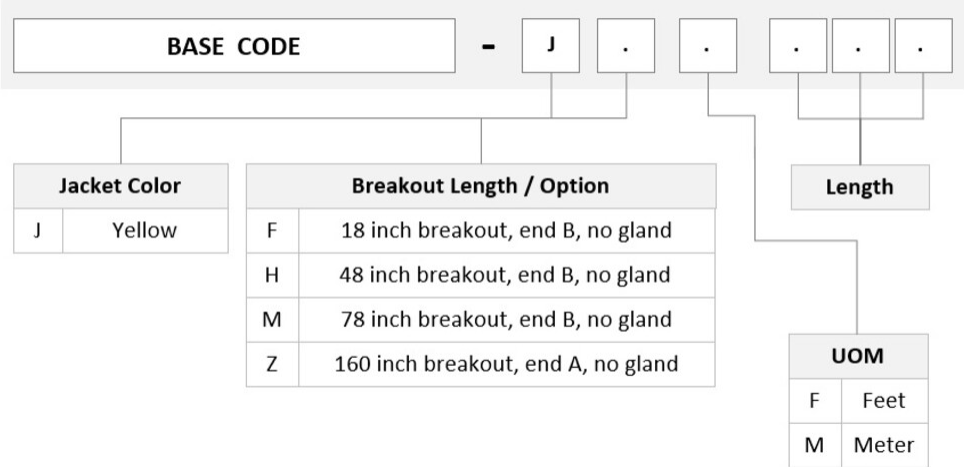 BASE CODE - J . . . . .
Jacket Color
J Yellow
Breakout Length / Option
F 18 inch breakout, end B, no gland
H 48 inch breakout, end B, no gland
M 78 inch breakout, end B, no gland
Z 160 inch breakout, end A, no gland
Length
UOM
F Feet
M Meter